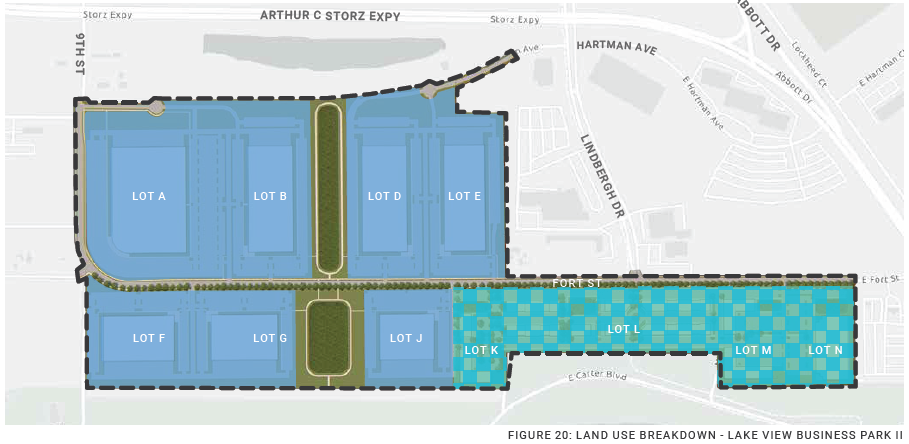 Storz Expy
ARTHUR C STORZ EXPY
Storz Expy
ABBOTT DR
9TH ST
n Ave
HARTMAN AVE
Lockheed Ct
E Hartman C
Abbott Dr
E Hartman Ave
LINDBERGH DR
LOT A
LOT B
LOT D
LOT E
FORT ST
E Fort St
LOT F
LOT G
LOT J
LOT K
LOT L
LOT M
LOT N
E Carter Blvd
FIGURE 20: LAND USE BREAKDOWN - LAKE VIEW BUSINESS PARK II